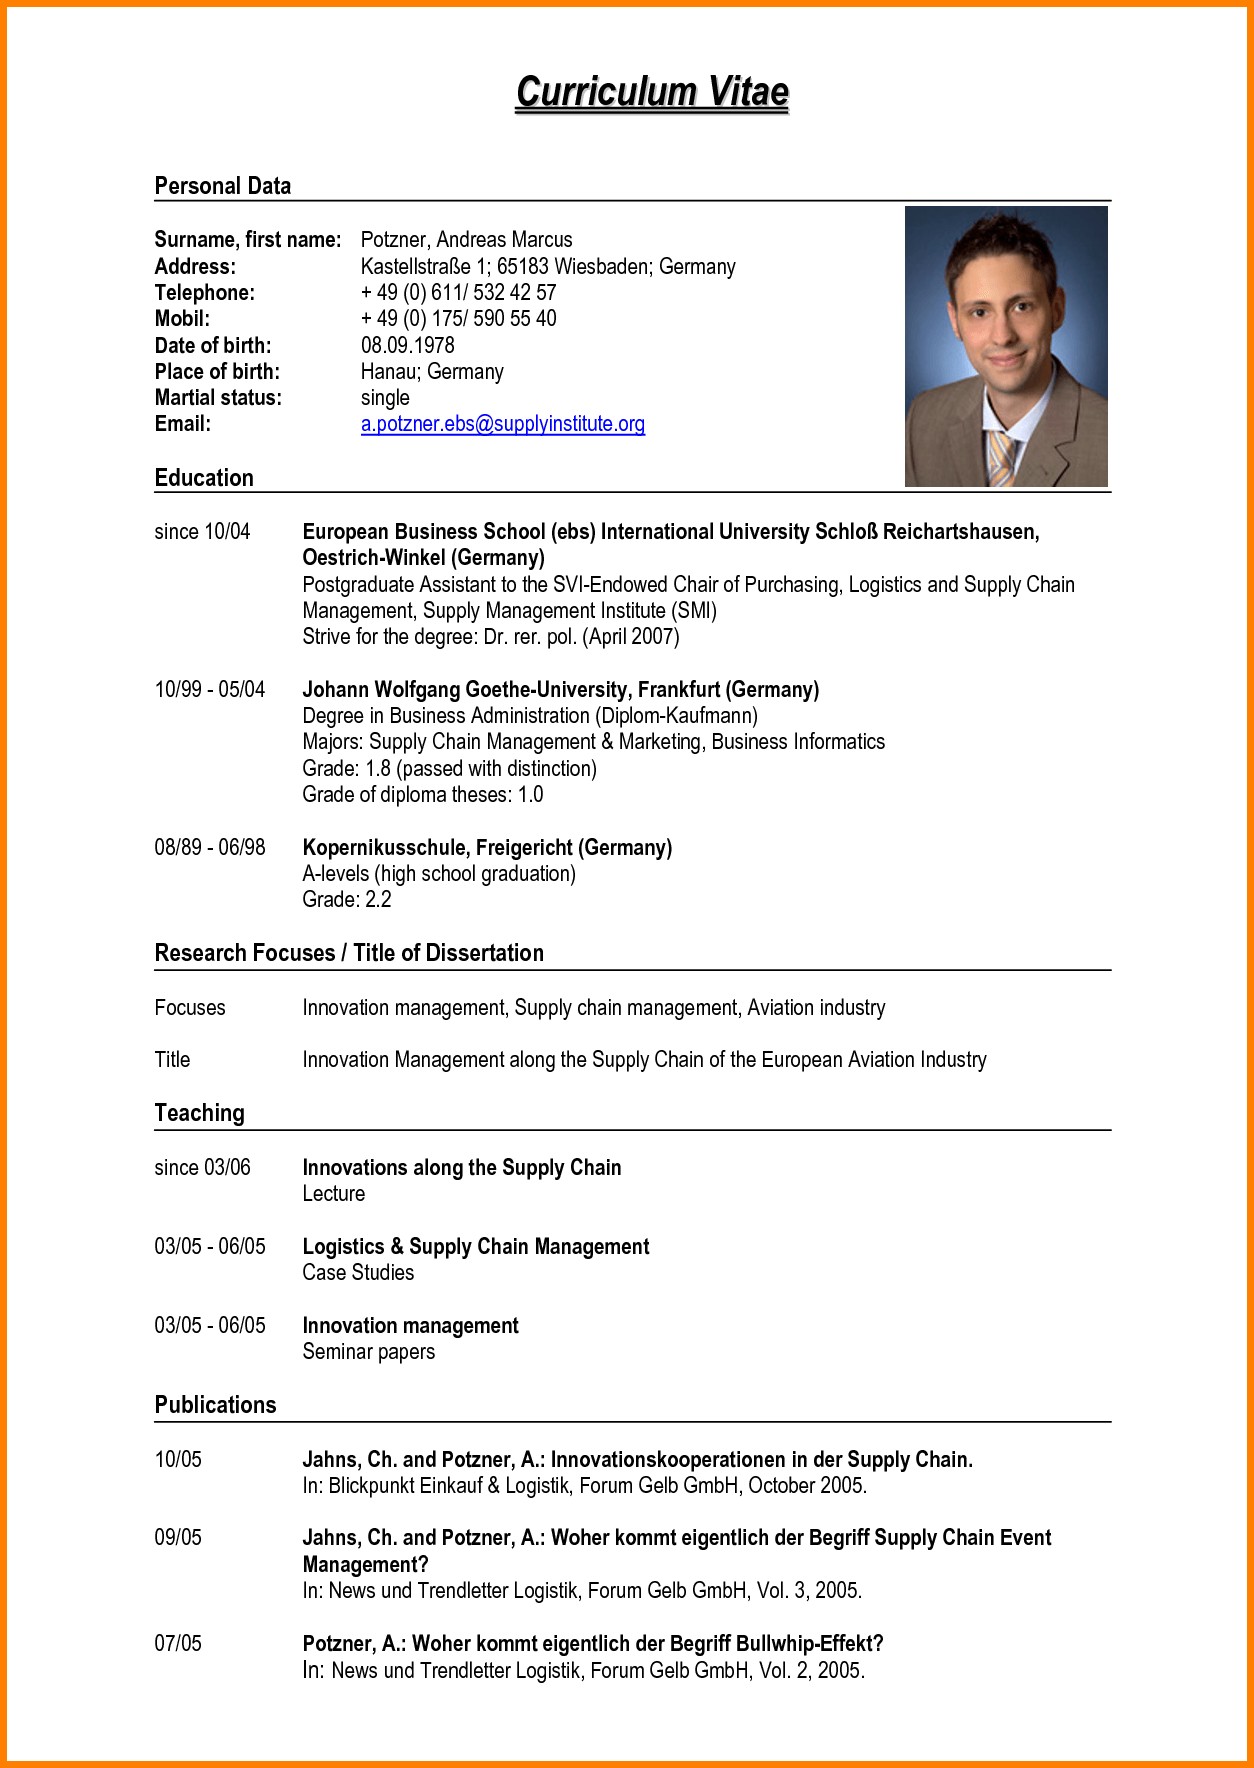 Curriculum Vitae
Personal Data
Surname, first name: Potzner, Andreas Marcus
Address: Kastellstraße 1; 65183 Wiesbaden; Germany
Telephone: + 49 (0) 611/ 532 42 57
Mobil: + 49 (0) 175/ 590 55 40
Date of birth: 08.09.1978
Place of birth: Hanau; Germany
Martial status: single
Email: a.potzner.ebs@supplyinstitute.org
Education
since 10/04 European Business School (ebs) International University Schloß Reichartshausen,
Oestrich-Winkel (Germany)
Postgraduate Assistant to the SVI-Endowed Chair of Purchasing, Logistics and Supply Chain
Management, Supply Management Institute (SMI)
Strive for the degree: Dr. rer. pol. (April 2007)
10/99 - 05/04 Johann Wolfgang Goethe-University, Frankfurt (Germany)
Degree in Business Administration (Diplom-Kaufmann)
Majors: Supply Chain Management & Marketing, Business Informatics
Grade: 1.8 (passed with distinction)
Grade of diploma theses: 1.0
08/89 - 06/98 Kopernikusschule, Freigericht (Germany)
A-levels (high school graduation)
Grade: 2.2
Research Focuses / Title of Dissertation
Focuses Innovation management, Supply chain management, Aviation industry
Title Innovation Management along the Supply Chain of the European Aviation Industry
Teaching
since 03/06 Innovations along the Supply Chain
Lecture
03/05 - 06/05 Logistics & Supply Chain Management
Case Studies
03/05 - 06/05 Innovation management
Seminar papers
Publications
10/05 Jahns, Ch. and Potzner, A.: Innovationskooperationen in der Supply Chain.
In: Blickpunkt Einkauf & Logistik, Forum Gelb GmbH, October 2005.
09/05 Jahns, Ch. and Potzner, A.: Woher kommt eigentlich der Begriff Supply Chain Event
Management?
In: News und Trendletter Logistik, Forum Gelb GmbH, Vol. 3, 2005.
07/05 Potzner, A.: Woher kommt eigentlich der Begriff Bullwhip-Effekt?
In: News und Trendletter Logistik, Forum Gelb GmbH, Vol. 2, 2005.